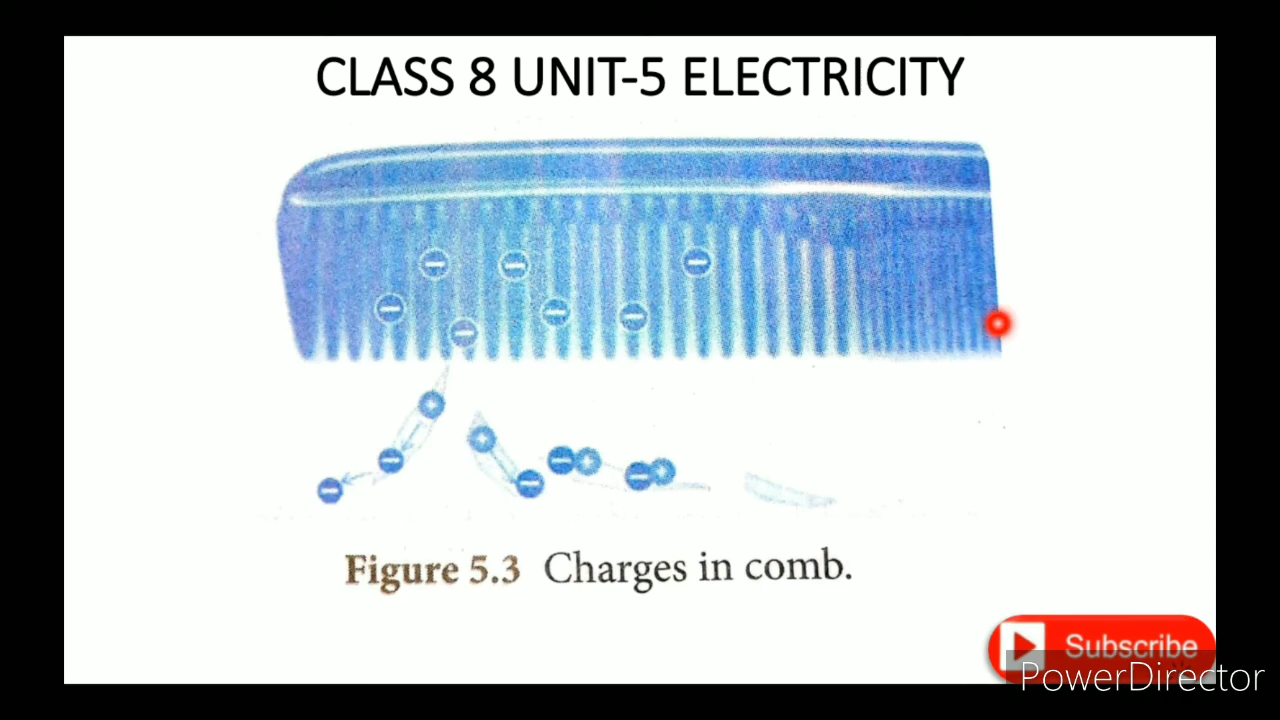 CLASS 8 UNIT-5 ELECTRICITY
Figure 5.3 Charges in comb.
Subscribe
PowerDirector